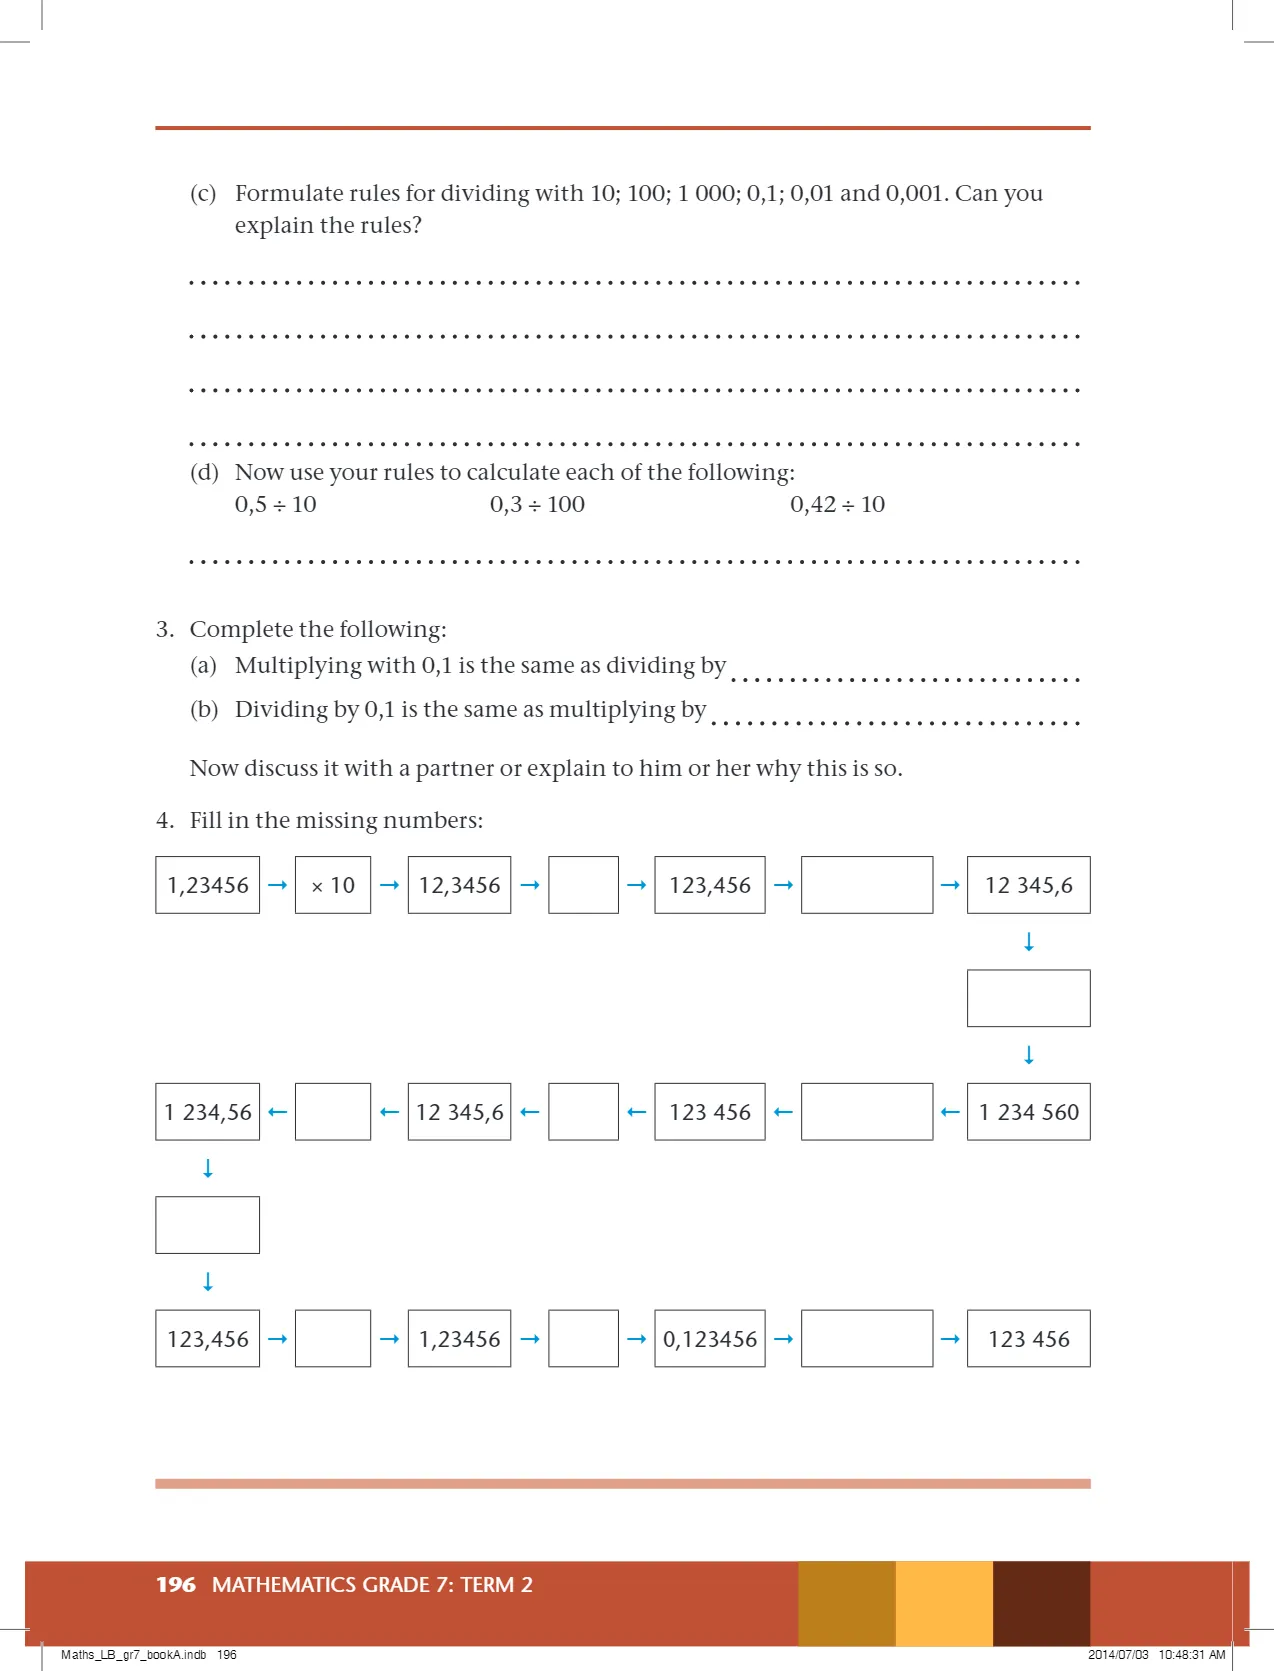 (c) Formulate rules for dividing with 10; 100; 1 000; 0,1; 0,01 and 0,001. Can you
explain the rules?
(d) Now use your rules to calculate each of the following:
0,5 ÷ 10 0,3 ÷ 100 0,42 ÷ 10
3. Complete the following:
(a) Multiplying with 0,1 is the same as dividing by
(b) Dividing by 0,1 is the same as multiplying by
Now discuss it with a partner or explain to him or her why this is so.
4. Fill in the missing numbers:
1,23456 → × 10 → 12,3456 → → 123,456 → → 12 345,6
↓
↓
1 234,56 ← ← 12 345,6 ← ← 123 456 ← ← 1 234 560
↓
↓
123,456 → → 1,23456 → → 0,123456 → → 123 456
196 MATHEMATICS GRADE 7: TERM 2
Maths_LB_gr7_bookA.indb 196 2014/07/03 10:48:31 AM